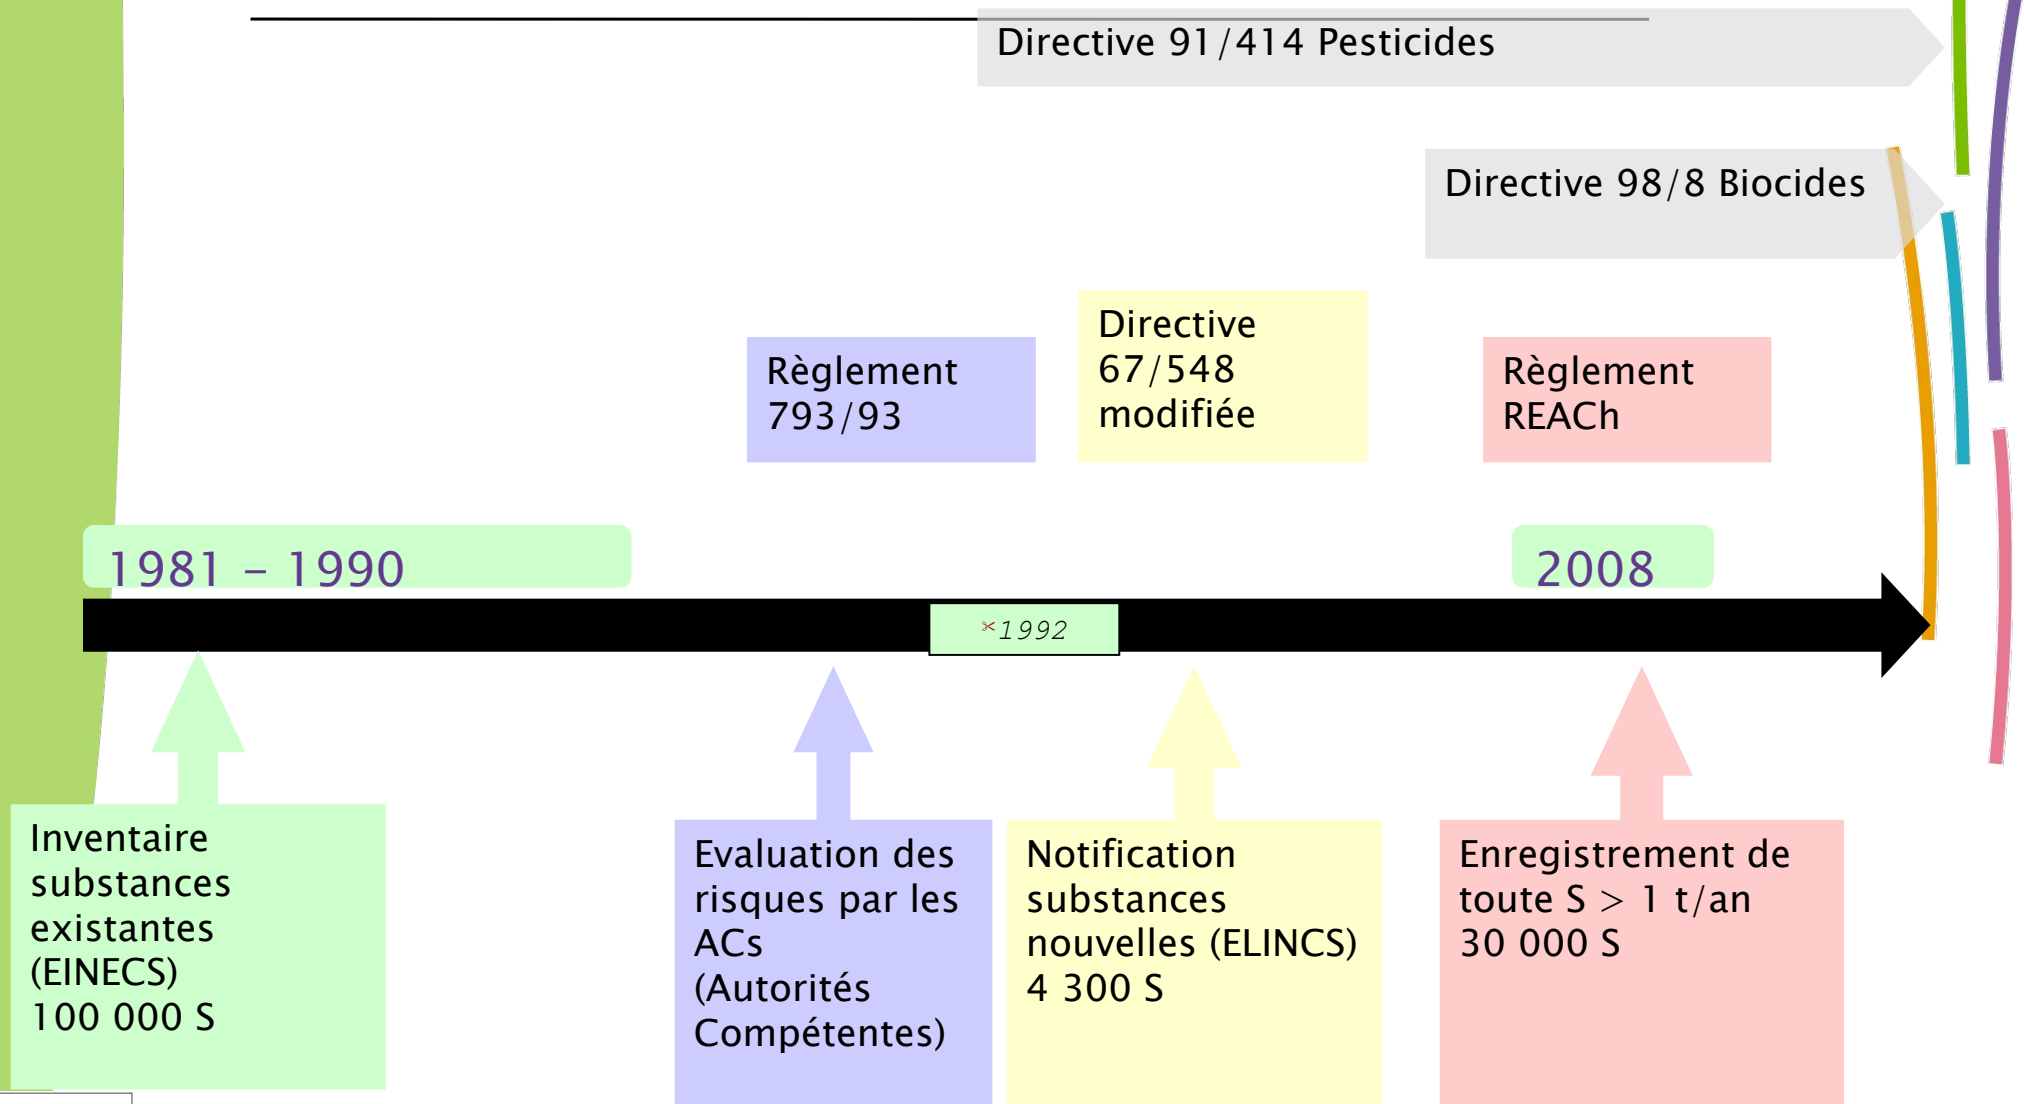 Directive 91/414 Pesticides
Directive 98/8 Biocides
Règlement
793/93
Directive
67/548
modifiée
Règlement
REACh
1981 – 1990
2008
1992
Inventaire
substances
existantes
(EINECS)
100 000 S
Evaluation des
risques par les
ACs
(Autorités
Compétentes)
Notification
substances
nouvelles (ELINCS)
4 300 S
Enregistrement de
toute S > 1 t/an
30 000 S